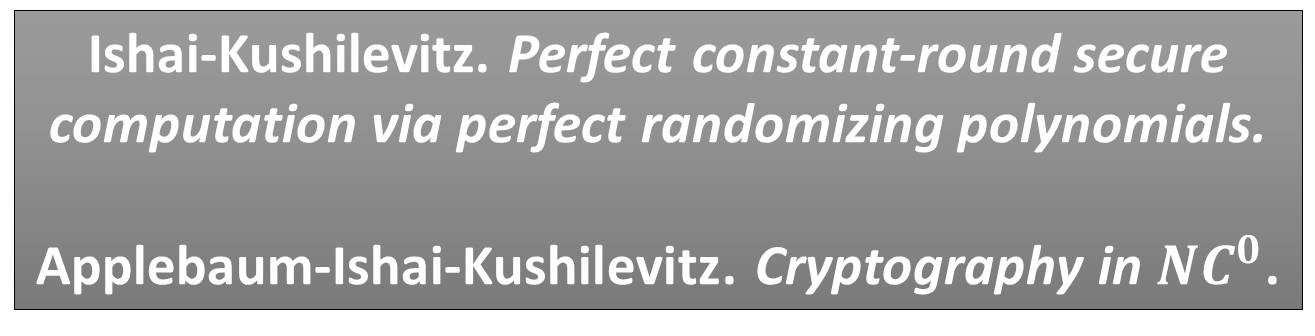 Ishai-Kushilevitz. Perfect constant-round secure
computation via perfect randomizing polynomials.
Applebaum-Ishai-Kushilevitz. Cryptography in NC⁰.